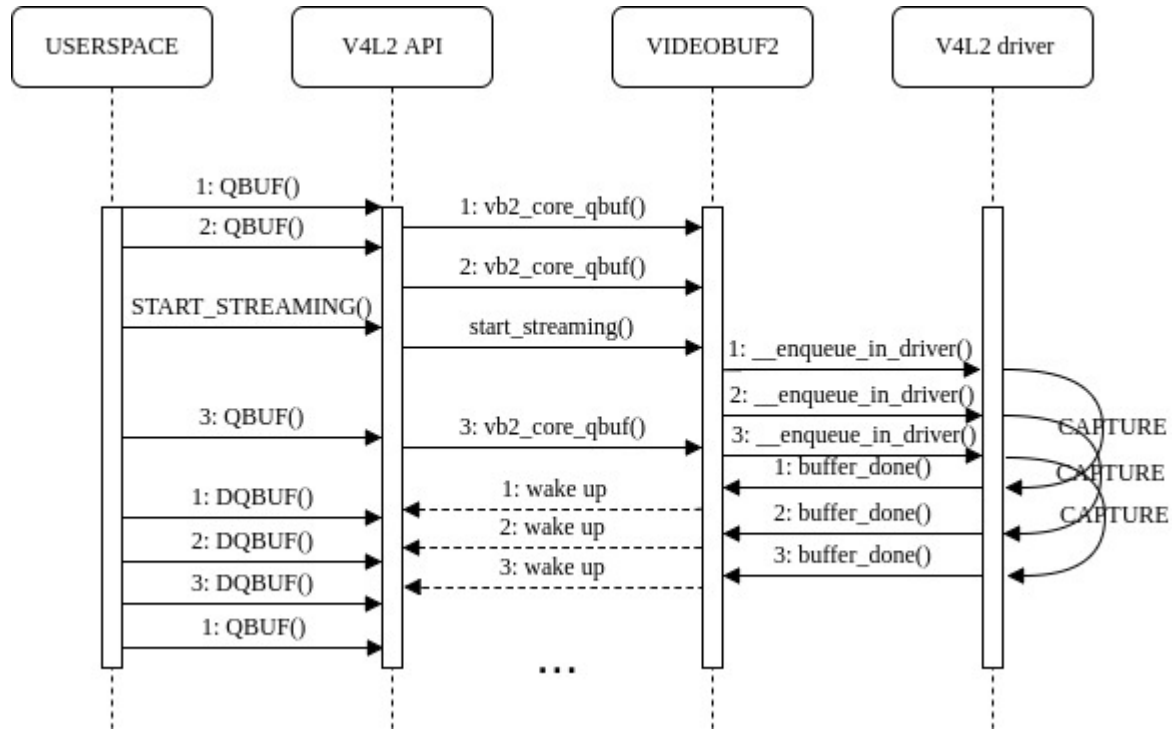 USERSPACE
V4L2 API
VIDEOBUF2
V4L2 driver
1: QBUF()
1: vb2_core_qbuf()
2: QBUF()
2: vb2_core_qbuf()
START_STREAMING()
start_streaming()
1: __enqueue_in_driver()
2: __enqueue_in_driver()
3: QBUF()
3: vb2_core_qbuf()
CAPTURE
3: __enqueue_in_driver()
1: buffer_done()
CAPTURE
1: DQBUF()
1: wake up
2: buffer_done()
CAPTURE
2: wake up
2: DQBUF()
3: buffer_done()
3: wake up
3: DQBUF()
1: QBUF()
...